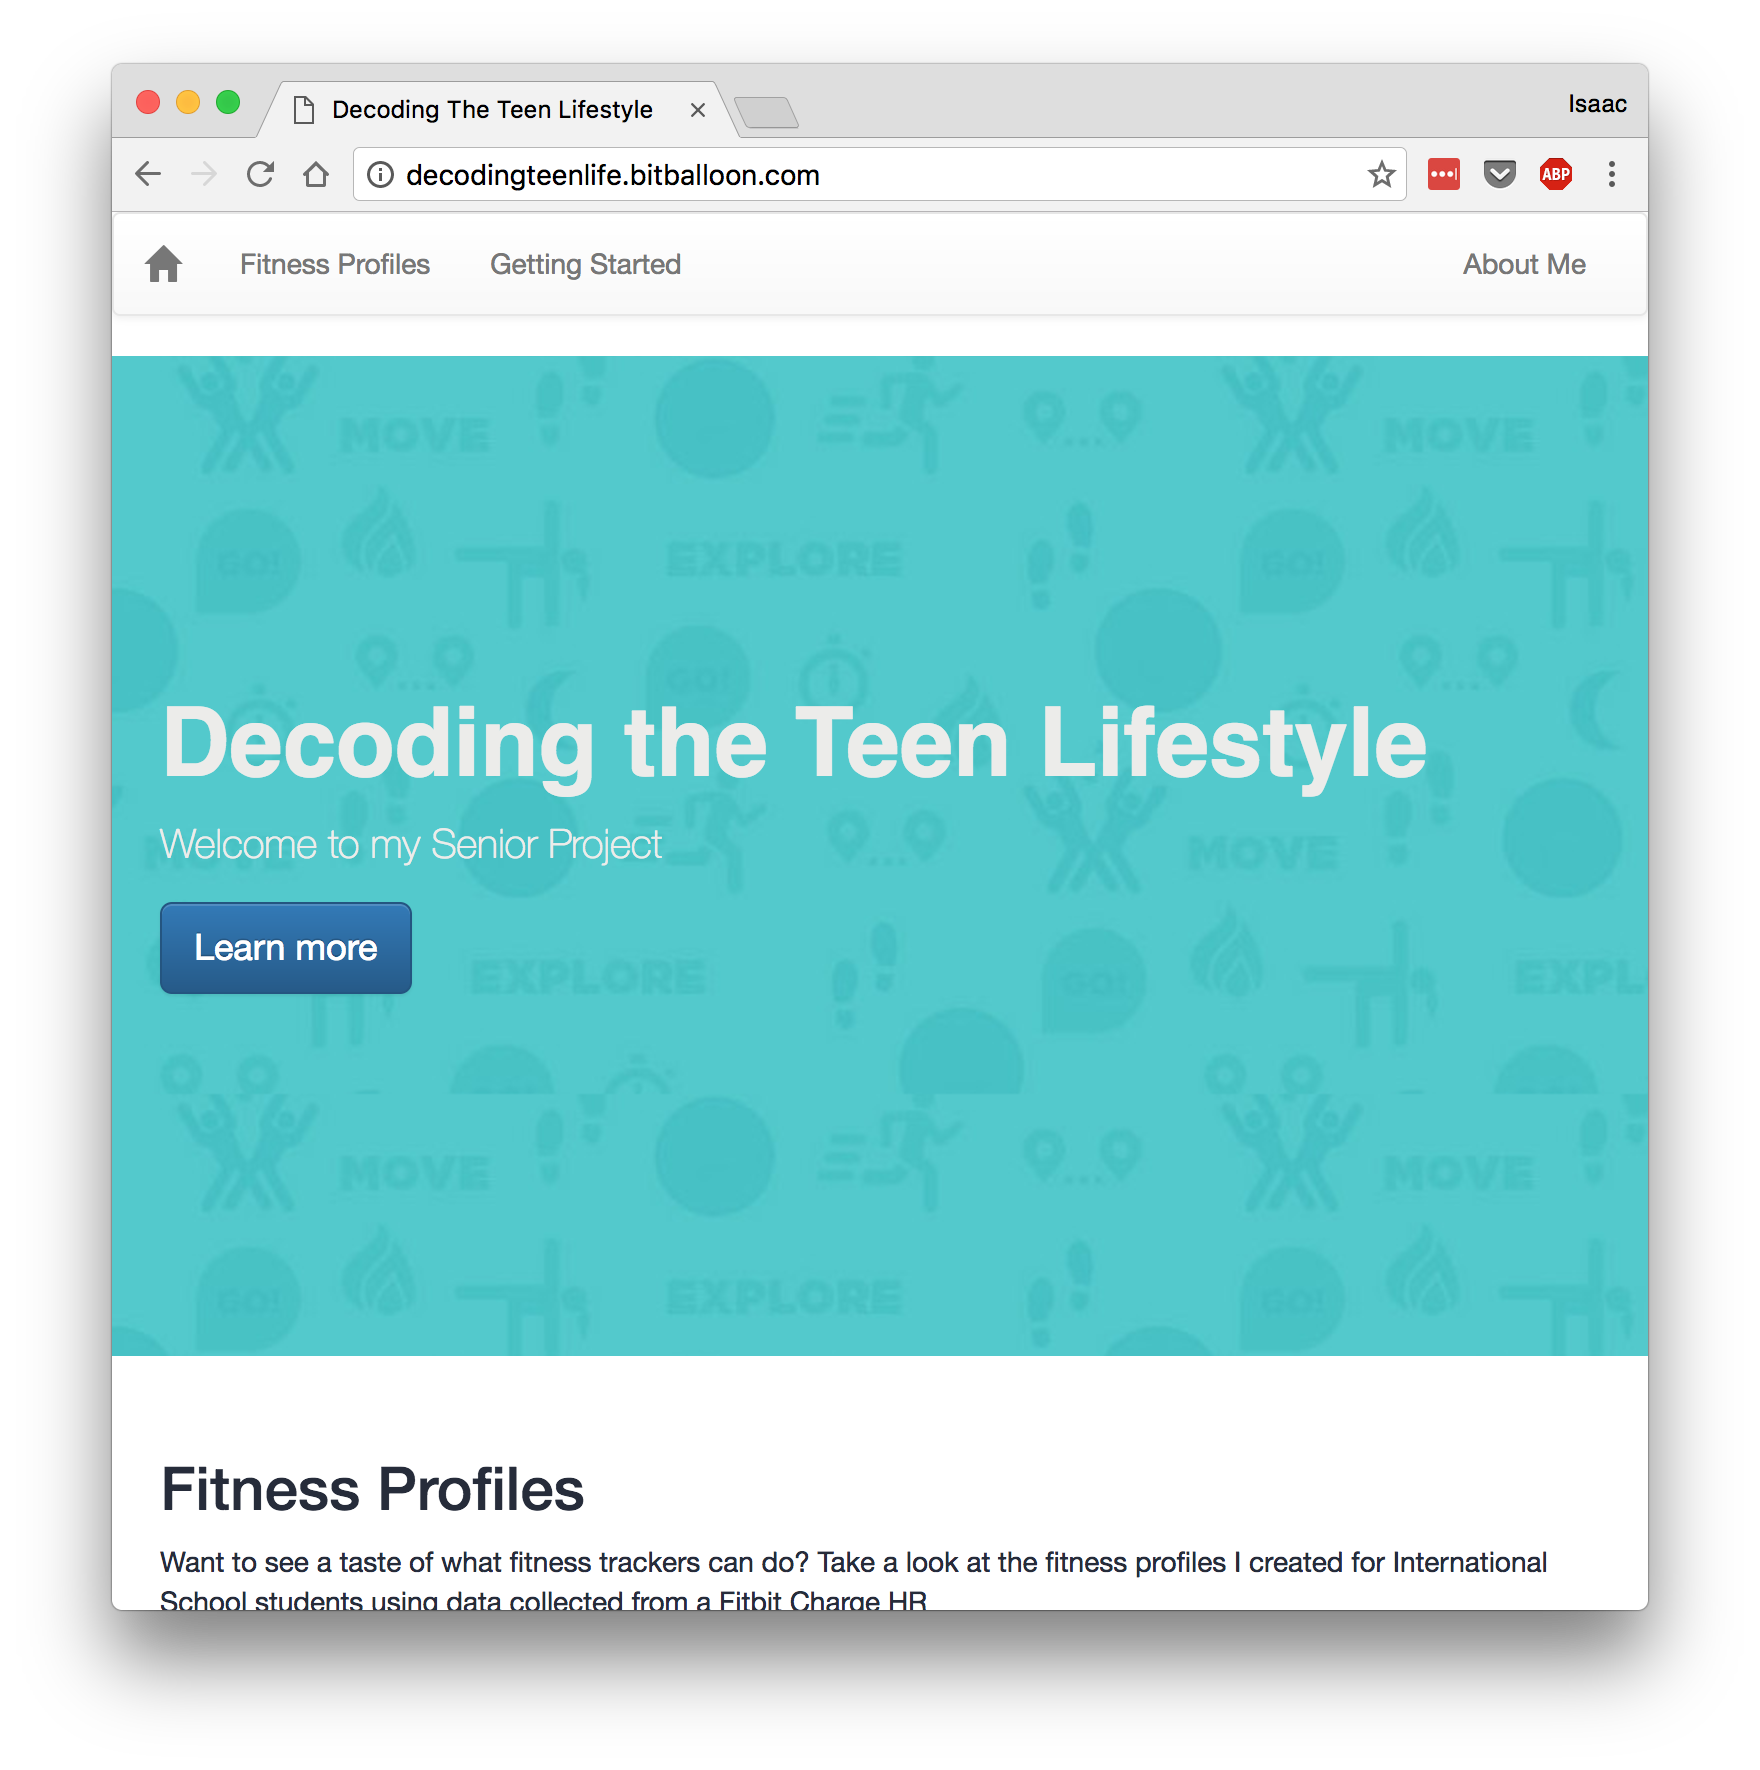 Decoding The Teen Lifestyle
Isaac
decodingteenlife.bitballoon.com
ABP
Fitness Profiles Getting Started About Me
MOVE MOVE
GO! EXPLORE GO!
GO!
Decoding the Teen Lifestyle
Welcome to my Senior Project
MOVE MOVE
Learn more
EXPLORE GO! EXPL
MOVE MOVE
GO! EXPLORE GO!
Fitness Profiles
Want to see a taste of what fitness trackers can do? Take a look at the fitness profiles I created for International
School students using data collected from a Fitbit Charge HR